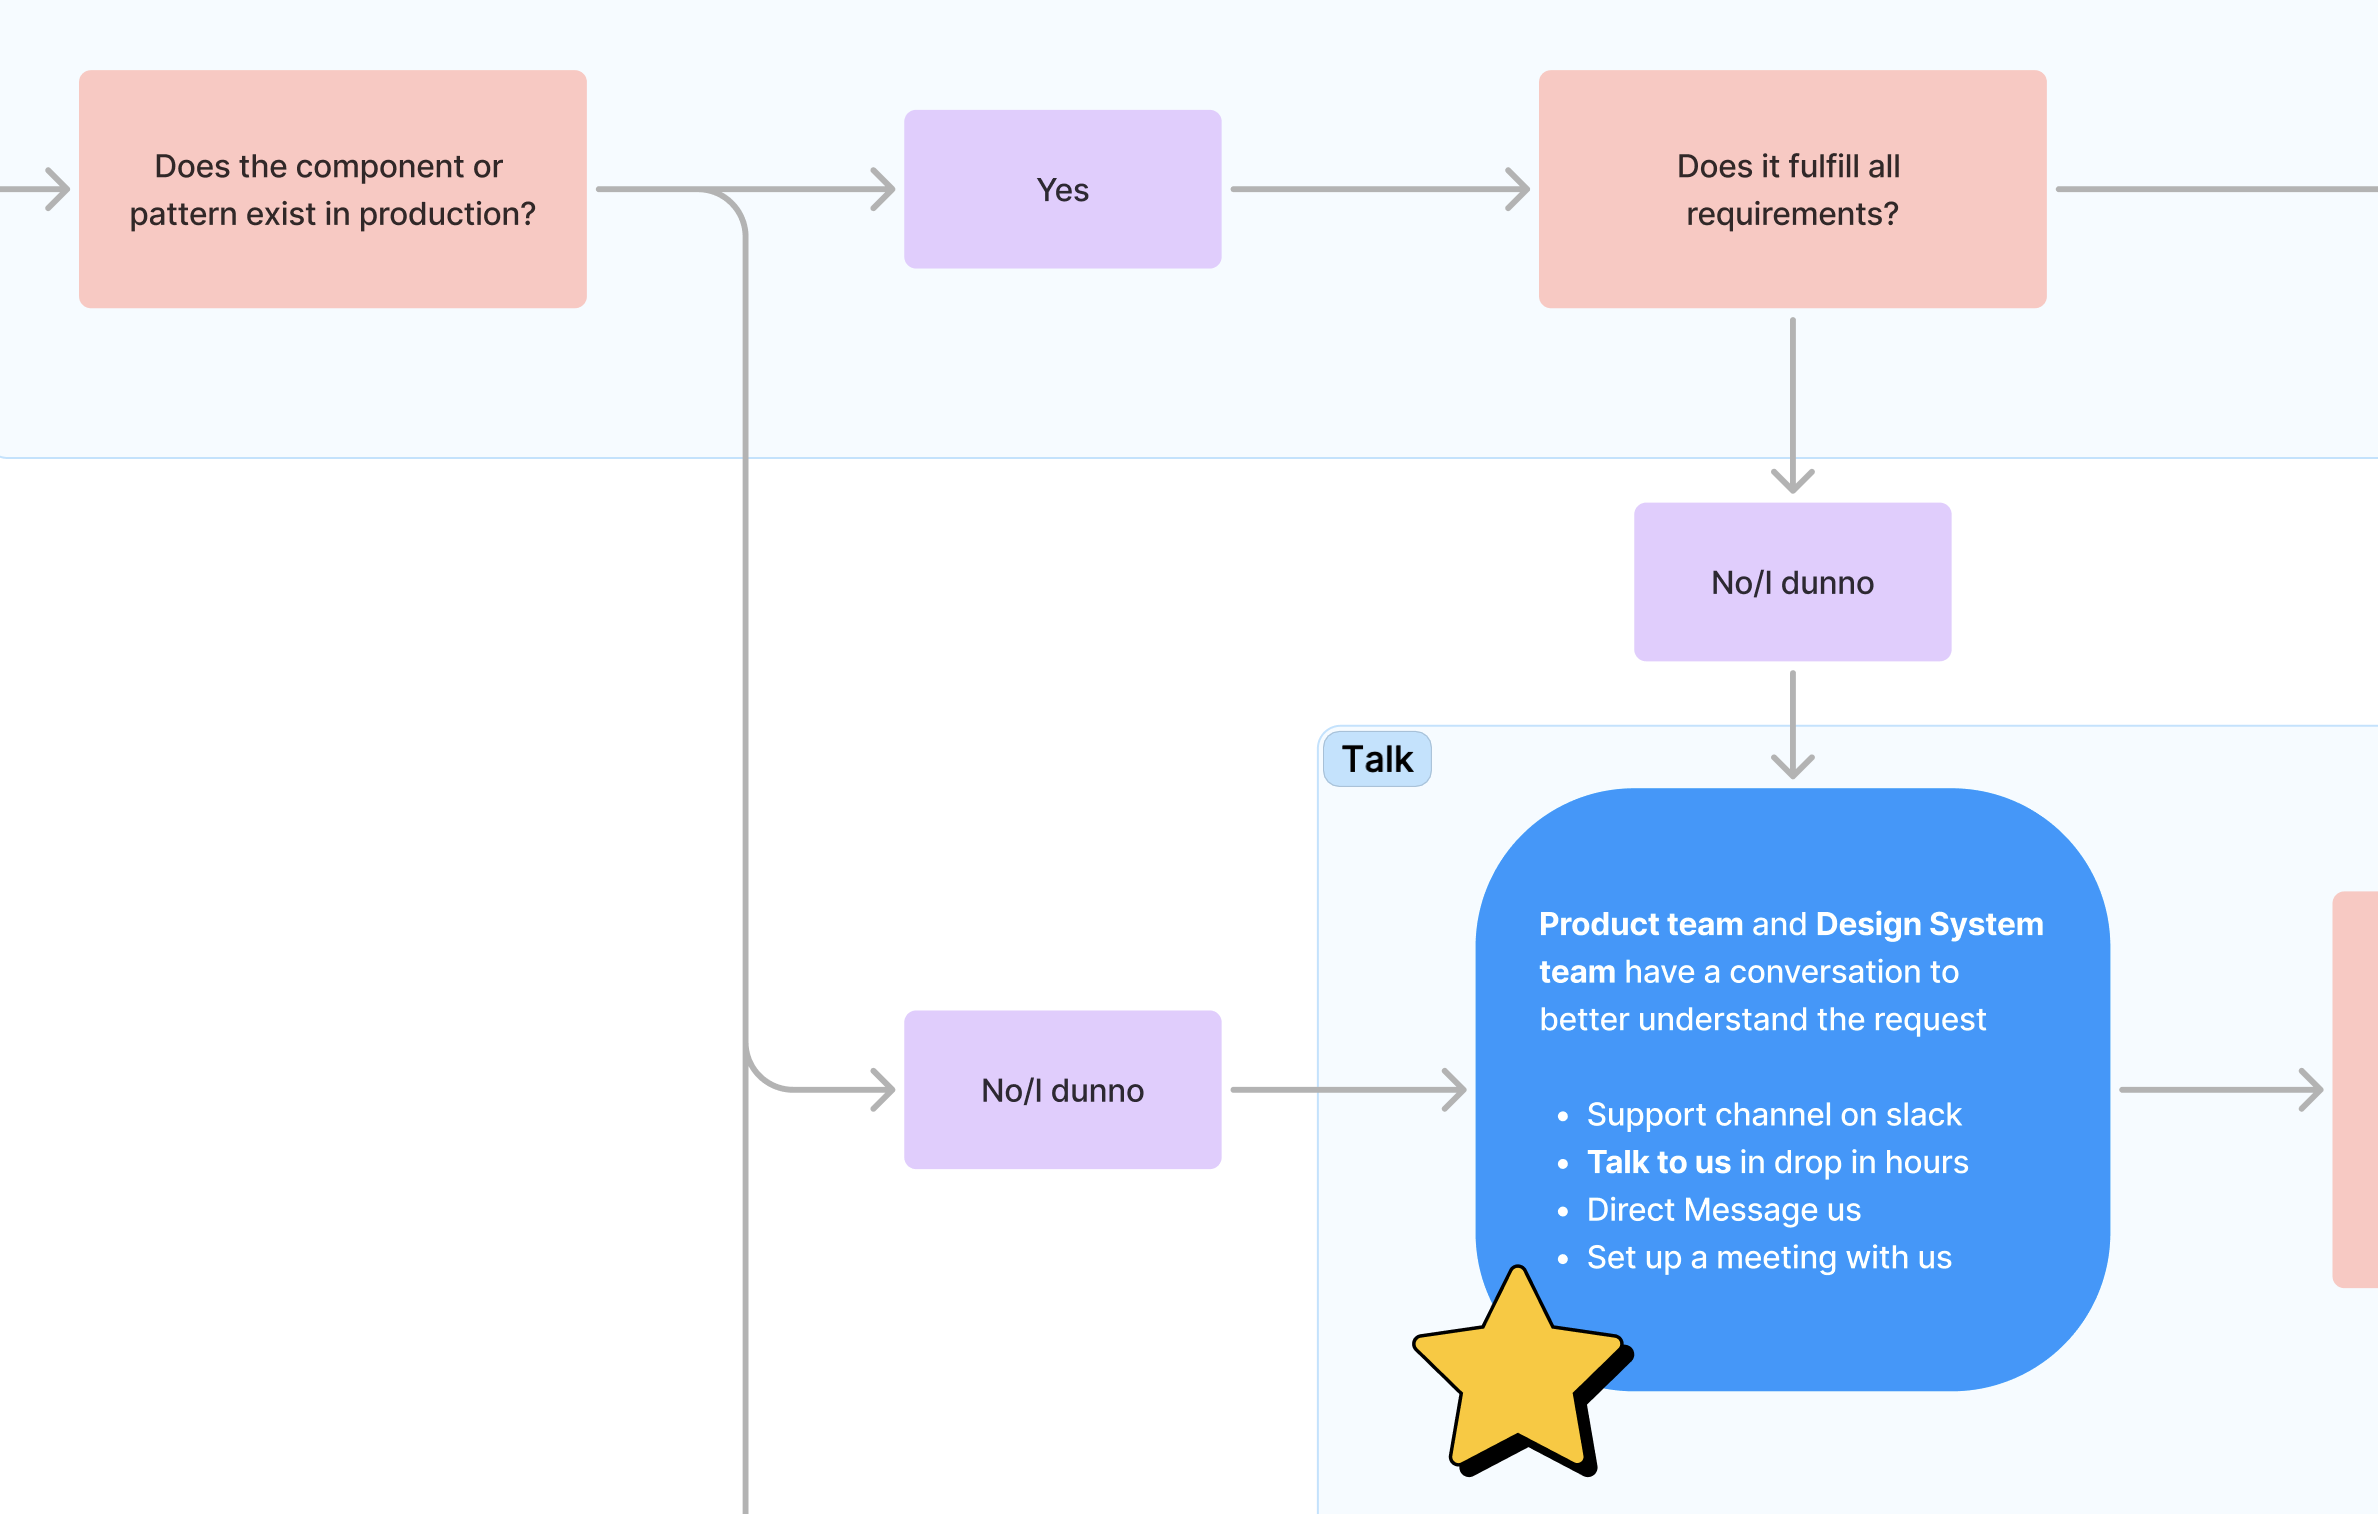 Does the component or
pattern exist in production?
Yes
Does it fulfill all
requirements?
No/I dunno
Talk
Product team and Design System
team have a conversation to
better understand the request
No/I dunno
• Support channel on slack
• Talk to us in drop in hours
• Direct Message us
• Set up a meeting with us